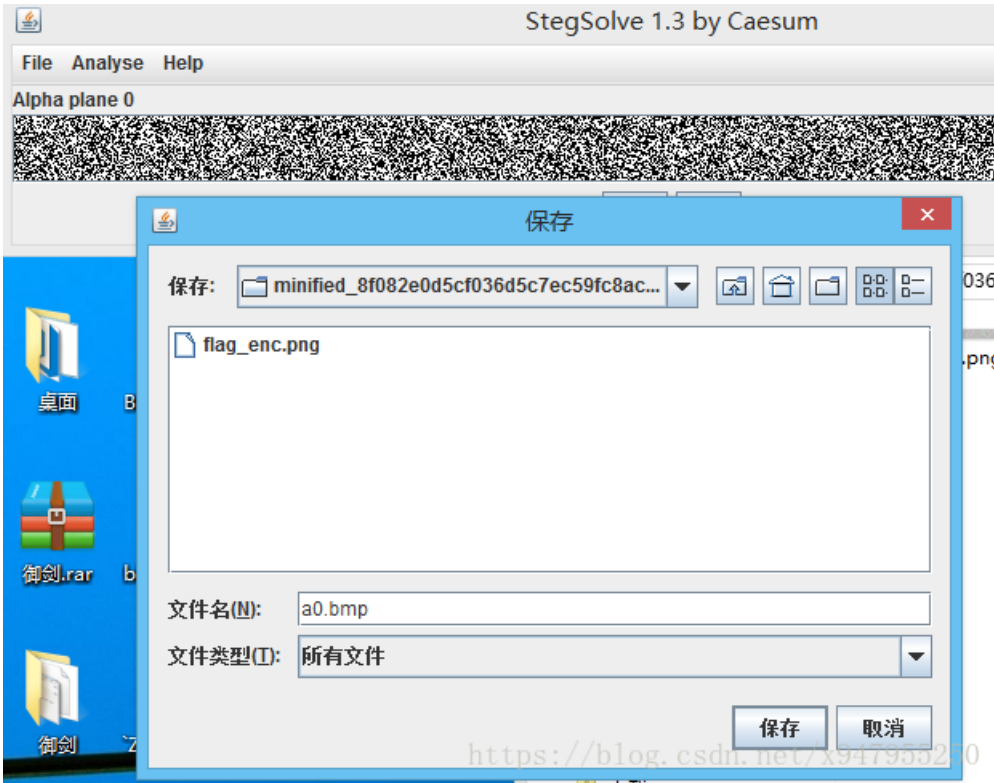 StegSolve 1.3 by Caesum
File Analyse Help
Alpha plane 0
保存
保存: minified_8f082e0d5cf036d5c7ec59fc8ac...
036
flag_enc.png
.png
桌面
B
御剑.rar
b
文件名(N): a0.bmp
文件类型(T): 所有文件
保存 取消
御剑
Z
https://blog.csdn.net/x947955250